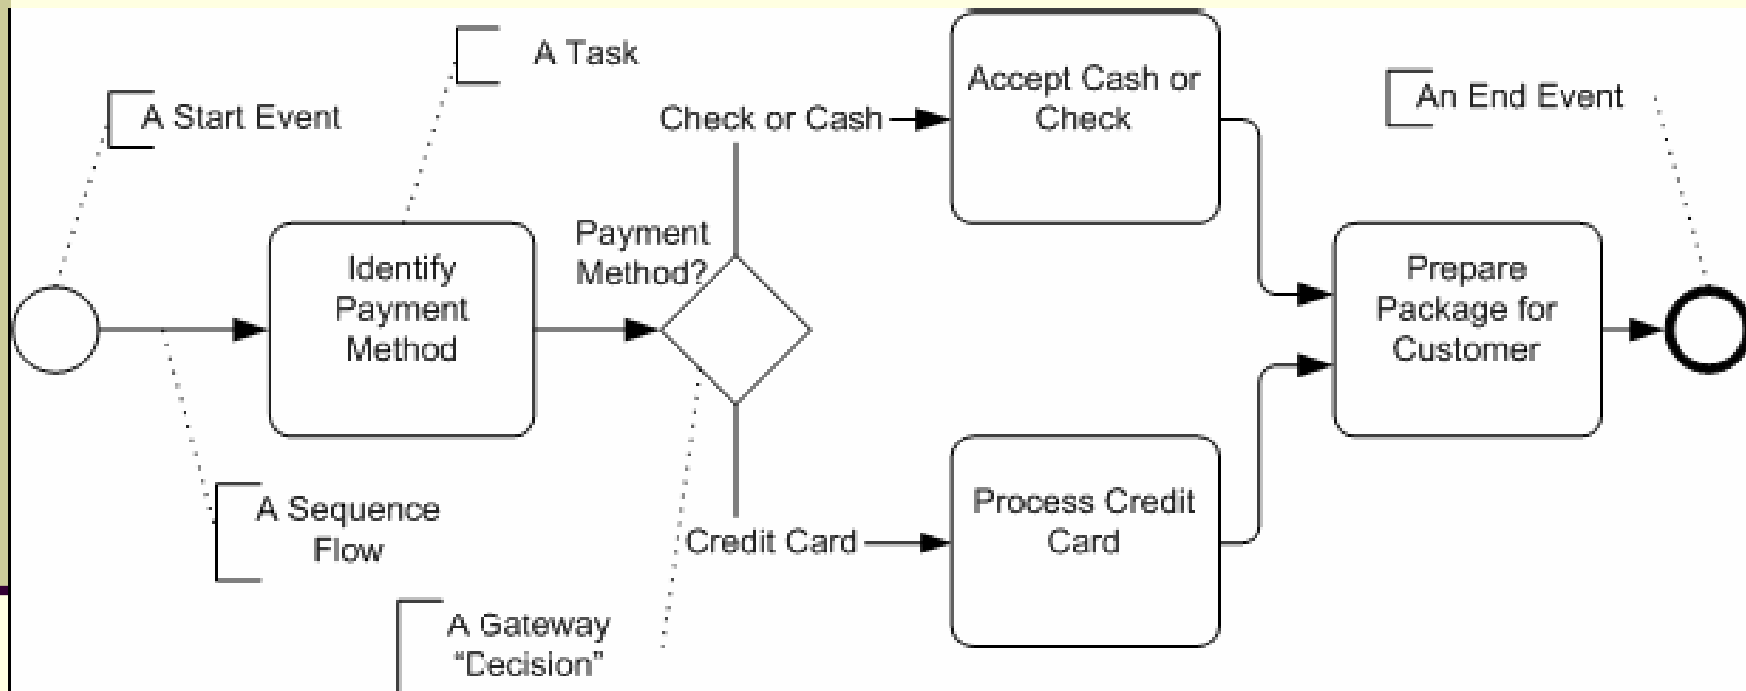 A Start Event
A Task
Check or Cash
Accept Cash or
Check
An End Event
Identify
Payment
Method
Payment
Method?
Prepare
Package for
Customer
A Sequence
Flow
Credit Card
Process Credit
Card
A Gateway
“Decision”